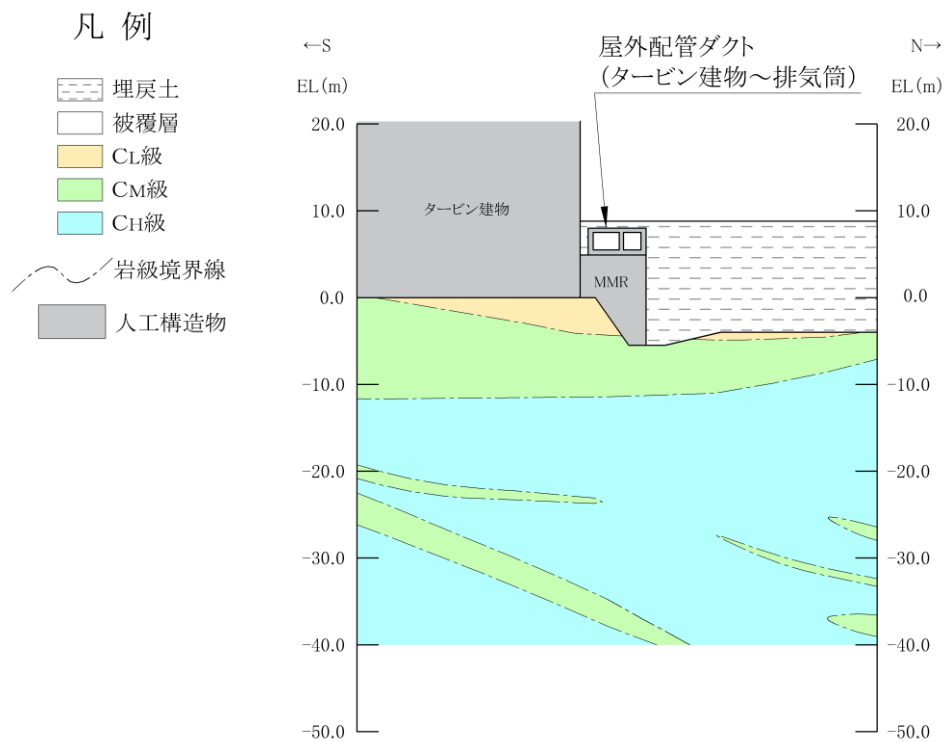 凡 例
埋戻土
被覆層
CL級
CM級
CH級
岩級境界線
人工構造物
←S
EL(m)
20.0
10.0
0.0
-10.0
-20.0
-30.0
-40.0
-50.0
屋外配管ダクト
(タービン建物～排気筒)
タービン建物
MMR
N→
EL(m)
20.0
10.0
0.0
-10.0
-20.0
-30.0
-40.0
-50.0